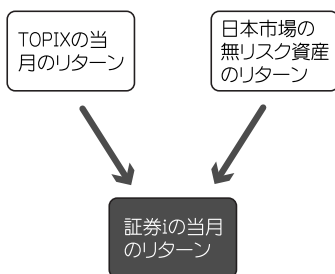 TOPIXの当
月のリターン
日本市場の
無リスク資産
のリターン
証券iの当月
のリターン